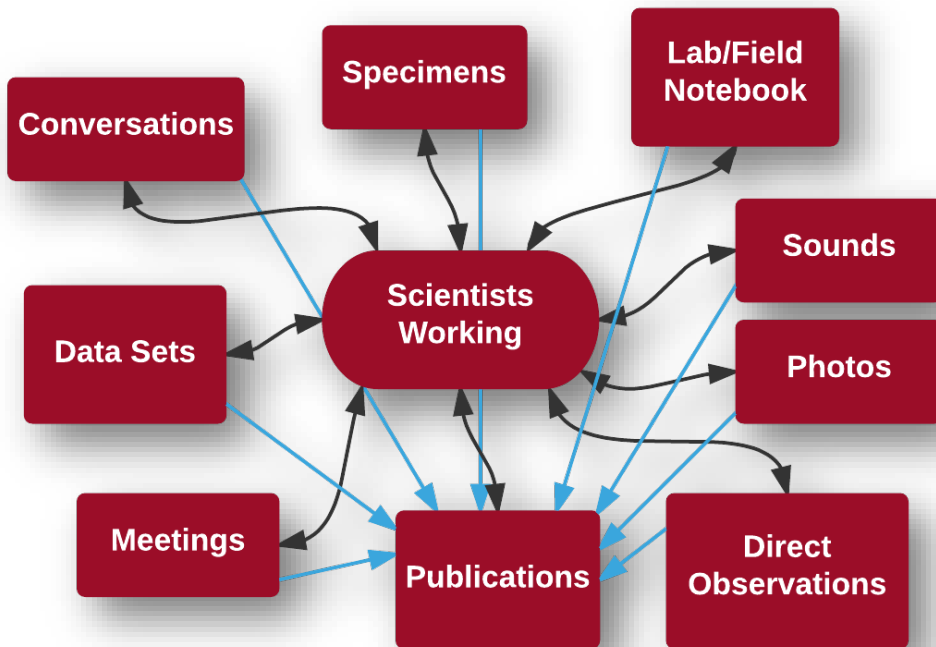 Lab/Field
Notebook
Specimens
Conversations
Sounds
Scientists
Working
Data Sets
Photos
Meetings
Publications
Direct
Observations